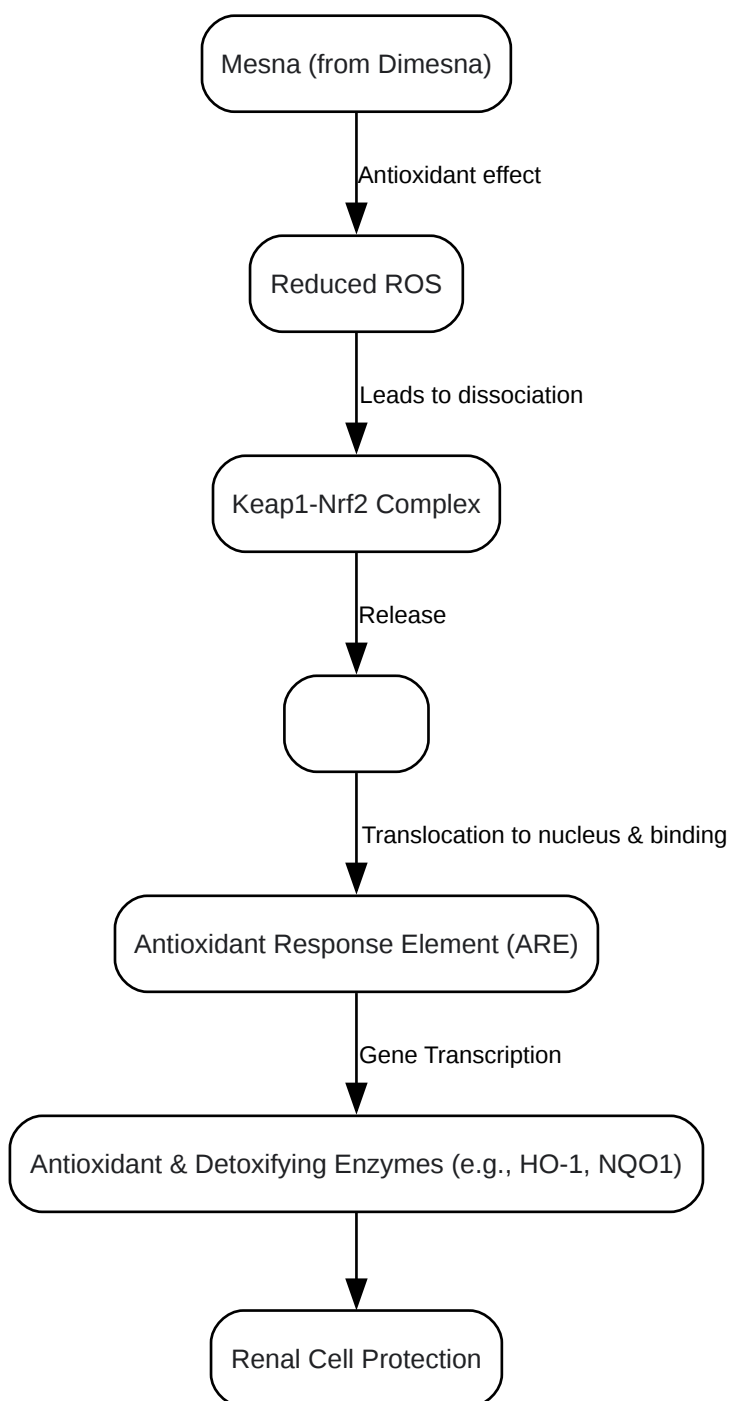 Mesna (from Dimesna)
Antioxidant effect
Reduced ROS
Leads to dissociation
Keap1-Nrf2 Complex
Release
Translocation to nucleus & binding
Antioxidant Response Element (ARE)
Gene Transcription
Antioxidant & Detoxifying Enzymes (e.g., HO-1, NQO1)
Renal Cell Protection